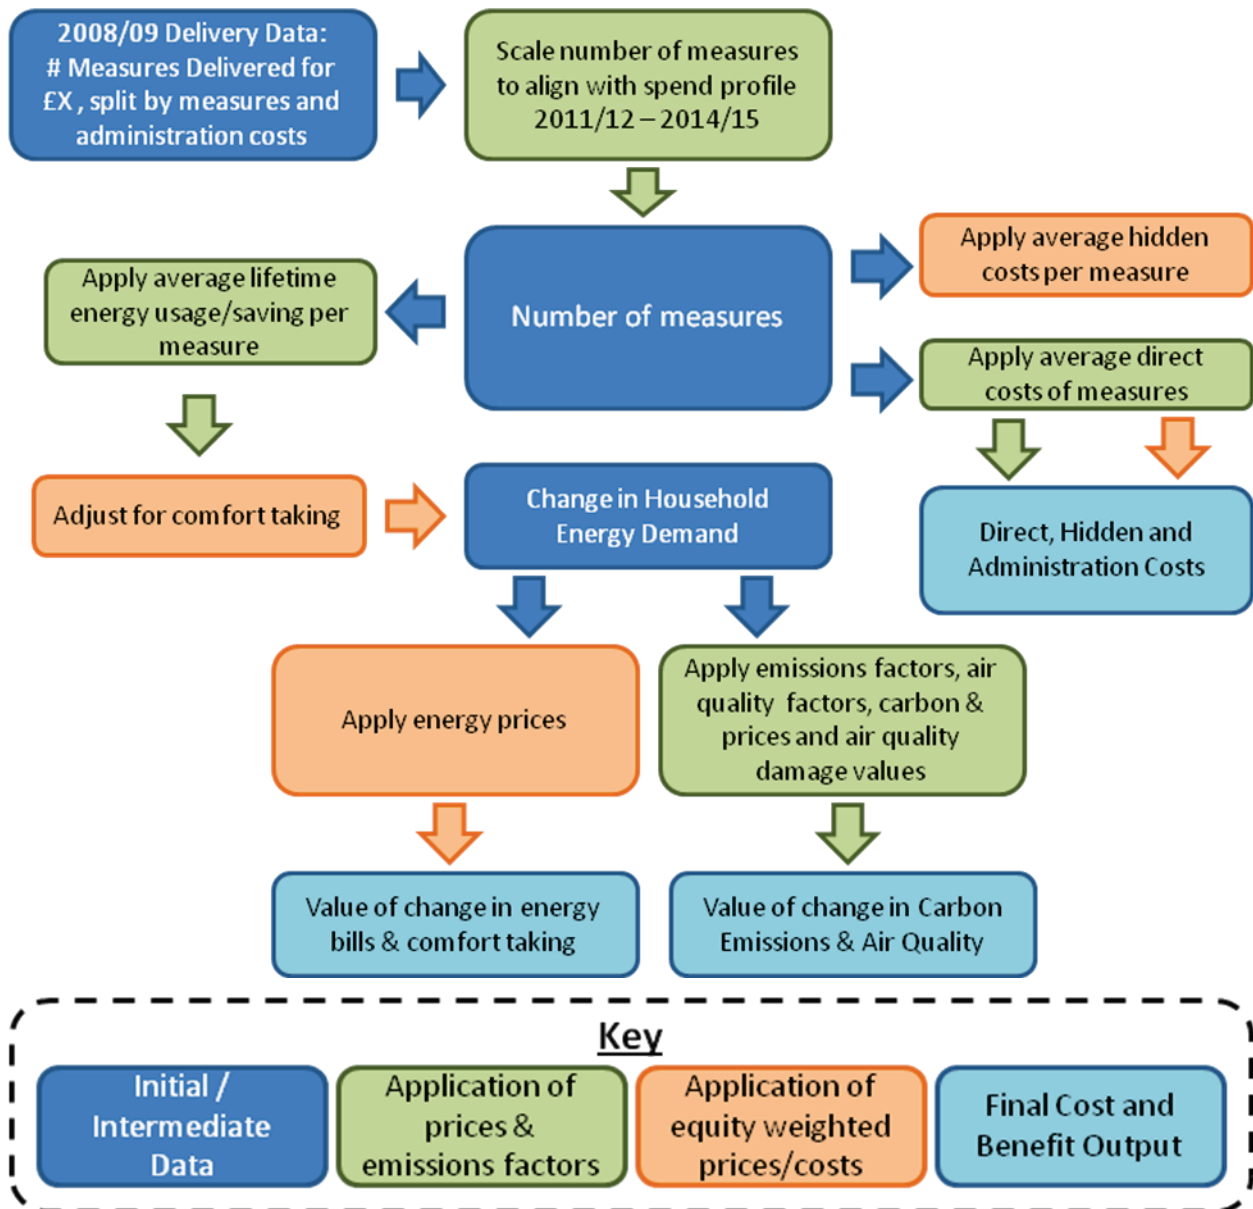 2008/09 Delivery Data:
# Measures Delivered for
£X , split by measures and
administration costs
Scale number of measures
to align with spend profile
2011/12 – 2014/15
Number of measures
Apply average hidden
costs per measure
Apply average lifetime
energy usage/saving per
measure
Apply average direct
costs of measures
Adjust for comfort taking
Change in Household
Energy Demand
Direct, Hidden and
Administration Costs
Apply energy prices
Apply emissions factors, air
quality factors, carbon &
prices and air quality
damage values
Value of change in energy
bills & comfort taking
Value of change in Carbon
Emissions & Air Quality
Key
Initial /
Intermediate
Data
Application of
prices &
emissions factors
Application of
equity weighted
prices/costs
Final Cost and
Benefit Output